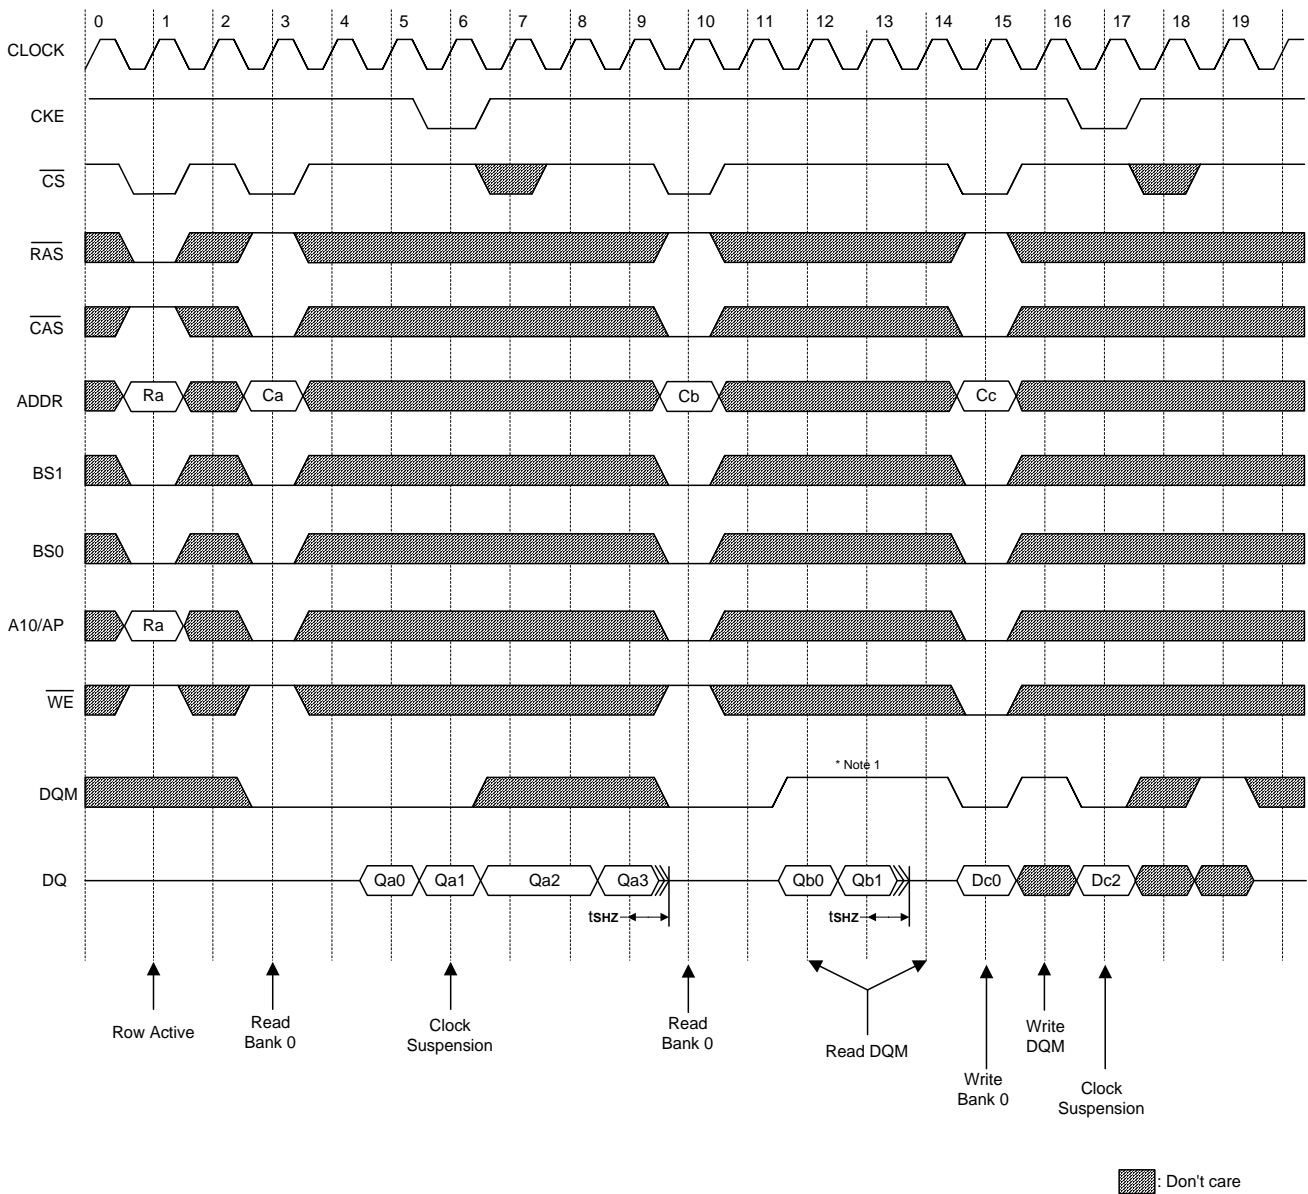 0 1 2 3 4 5 6 7 8 9 10 11 12 13 14 15 16 17 18 19
CLOCK
CKE
CS
RAS
CAS
ADDR Ra Ca Cb Cc
BS1
BS0
A10/AP Ra
WE
* Note 1
DQM
DQ Qa0 Qa1 Qa2 Qa3 Qb0 Qb1 Dc0 Dc2
tSHZ tSHZ
Row Active
Read
Bank 0
Clock
Suspension
Read
Bank 0
Read DQM
Write
Bank 0
Write
DQM
Clock
Suspension
: Don't care